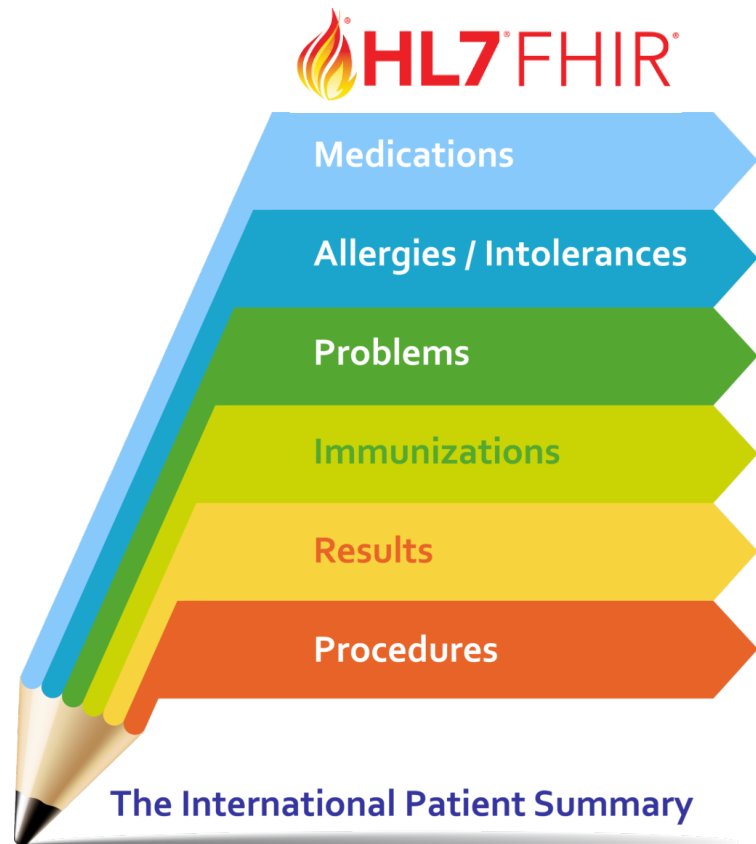 HL7® FHIR®
Medications
Allergies / Intolerances
Problems
Immunizations
Results
Procedures
The International Patient Summary